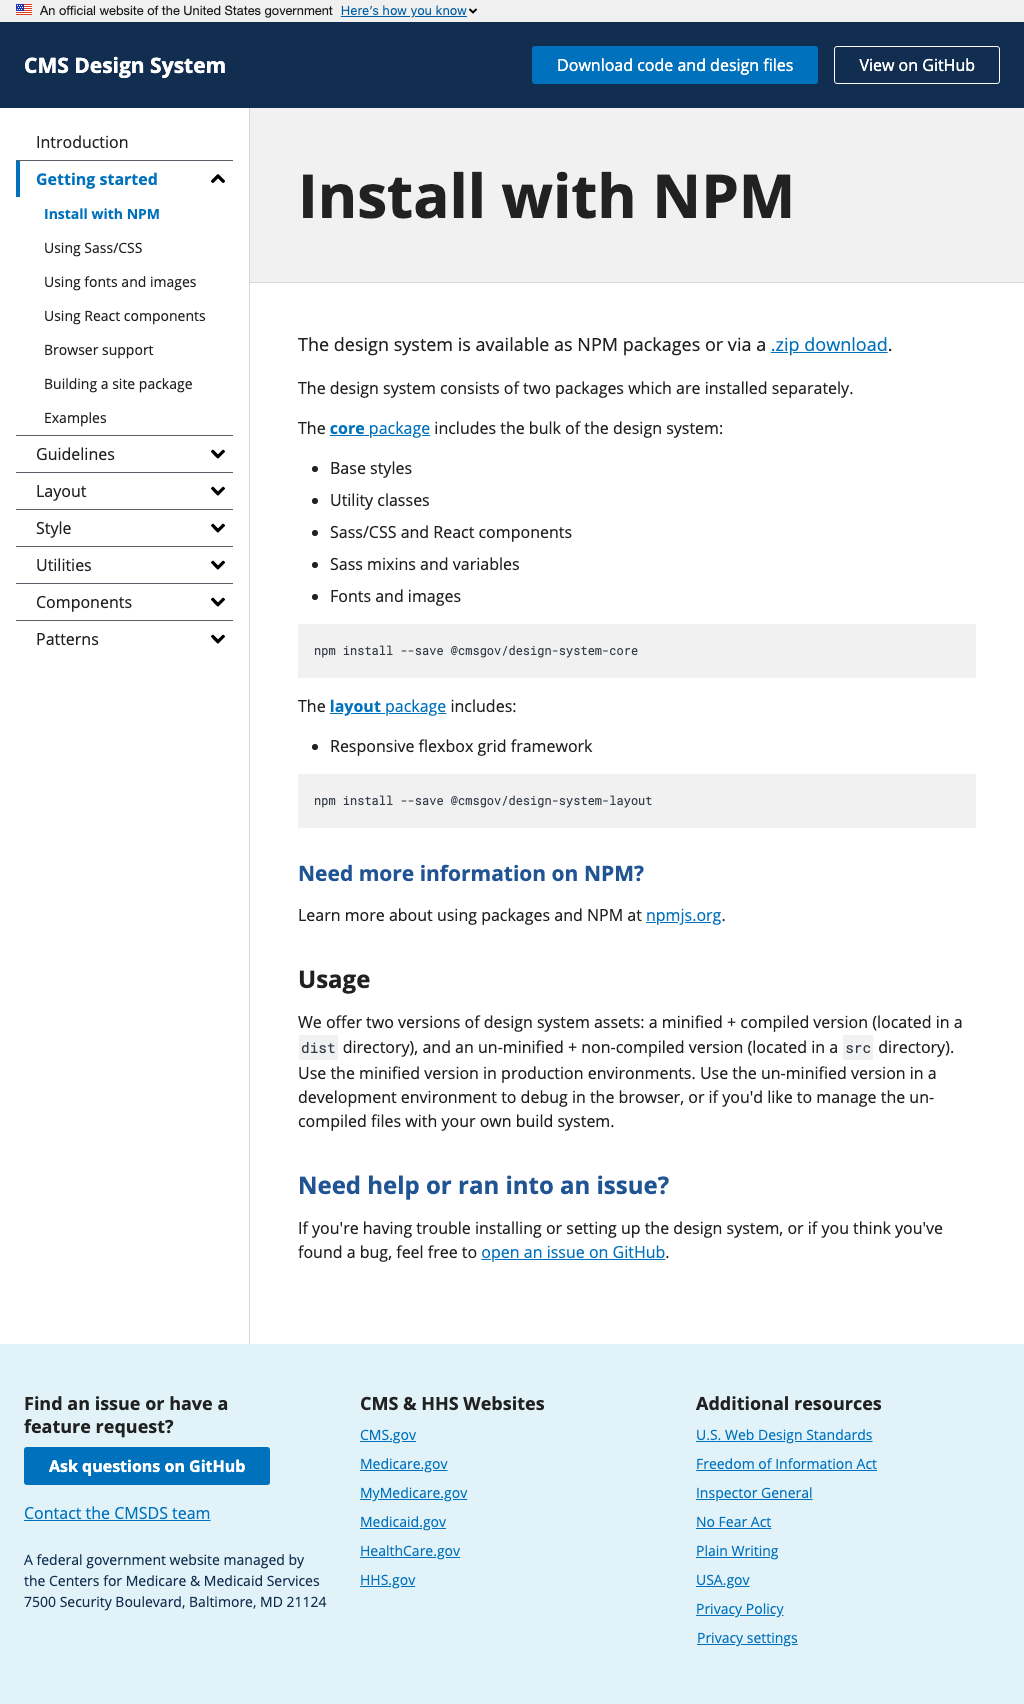 An official website of the United States government Here's how you know
CMS Design System
Download code and design files
View on GitHub
Introduction
Getting started
Install with NPM
Using Sass/CSS
Using fonts and images
Using React components
Browser support
Building a site package
Examples
Guidelines
Layout
Style
Utilities
Components
Patterns
Install with NPM
The design system is available as NPM packages or via a .zip download.
The design system consists of two packages which are installed separately.
The core package includes the bulk of the design system:
Base styles
Utility classes
Sass/CSS and React components
Sass mixins and variables
Fonts and images
npm install --save @cmsgov/design-system-core
The layout package includes:
Responsive flexbox grid framework
npm install --save @cmsgov/design-system-layout
Need more information on NPM?
Learn more about using packages and NPM at npmjs.org.
Usage
We offer two versions of design system assets: a minified + compiled version (located in a
dist directory), and an un-minified + non-compiled version (located in a src directory).
Use the minified version in production environments. Use the un-minified version in a
development environment to debug in the browser, or if you'd like to manage the un-
compiled files with your own build system.
Need help or ran into an issue?
If you're having trouble installing or setting up the design system, or if you think you've
found a bug, feel free to open an issue on GitHub.
Find an issue or have a
feature request?
Ask questions on GitHub
Contact the CMSDS team
A federal government website managed by
the Centers for Medicare & Medicaid Services
7500 Security Boulevard, Baltimore, MD 21124
CMS & HHS Websites
CMS.gov
Medicare.gov
MyMedicare.gov
Medicaid.gov
HealthCare.gov
HHS.gov
Additional resources
U.S. Web Design Standards
Freedom of Information Act
Inspector General
No Fear Act
Plain Writing
USA.gov
Privacy Policy
Privacy settings